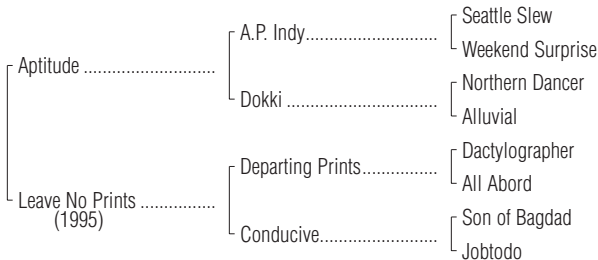 Seattle Slew
A.P. Indy
Weekend Surprise
Aptitude
Northern Dancer
Dokki
Alluvial
Dactylographer
Departing Prints
All Abord
Leave No Prints
(1995)
Son of Bagdad
Conducive
Jobtodo